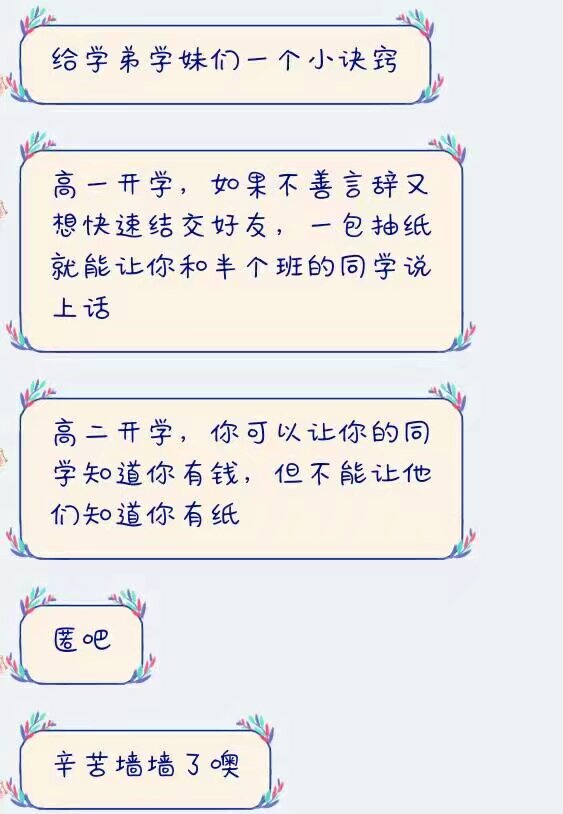 给学弟学妹们一个小诀窍
高一开学，如果不善言辞又
想快速结交好友，一包抽纸
就能让你和半个班的同学说
上话
高二开学，你可以让你的同
学知道你有钱，但不能让他
们知道你有纸
匿吧
辛苦墙墙了噢